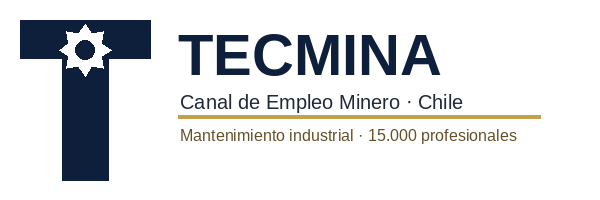 TECMINA
Canal de Empleo Minero · Chile
Mantenimiento industrial · 15.000 profesionales